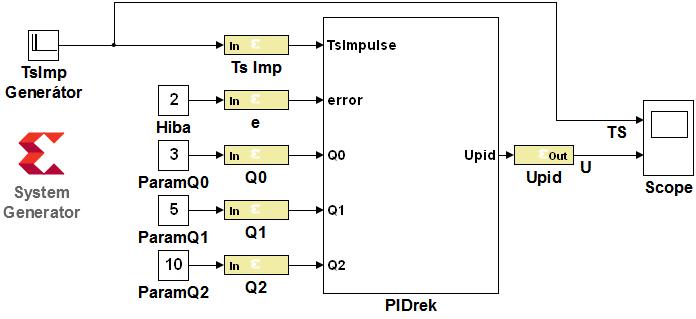 TsImp
Generátor
In
Ts Imp
TsImpulse
2
Hiba
In
e
error
3
ParamQ0
In
Q0
Q0
Upid
Out
Upid
TS
U
Scope
System
Generator
5
ParamQ1
In
Q1
Q1
10
ParamQ2
In
Q2
Q2
PIDrek